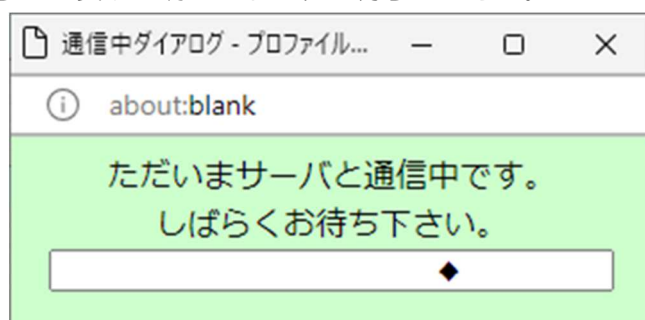 通信中ダイアログ - プロファイル...
about:blank
ただいまサーバと通信中です。
しばらくお待ち下さい。
◆